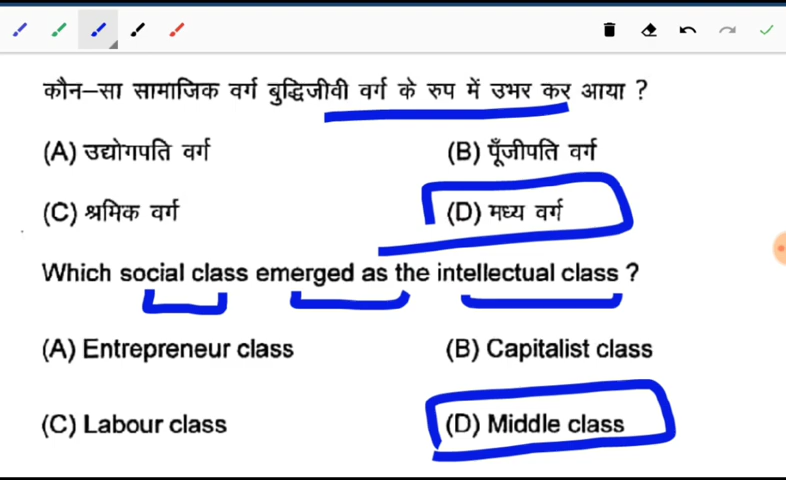 कौन–सा सामाजिक वर्ग बुद्धिजीवी वर्ग के रुप में उभर कर आया ?
(A) उद्योगपति वर्ग (B) पूँजीपति वर्ग
(C) श्रमिक वर्ग (D) मध्य वर्ग
Which social class emerged as the intellectual class ?
(A) Entrepreneur class (B) Capitalist class
(C) Labour class (D) Middle class